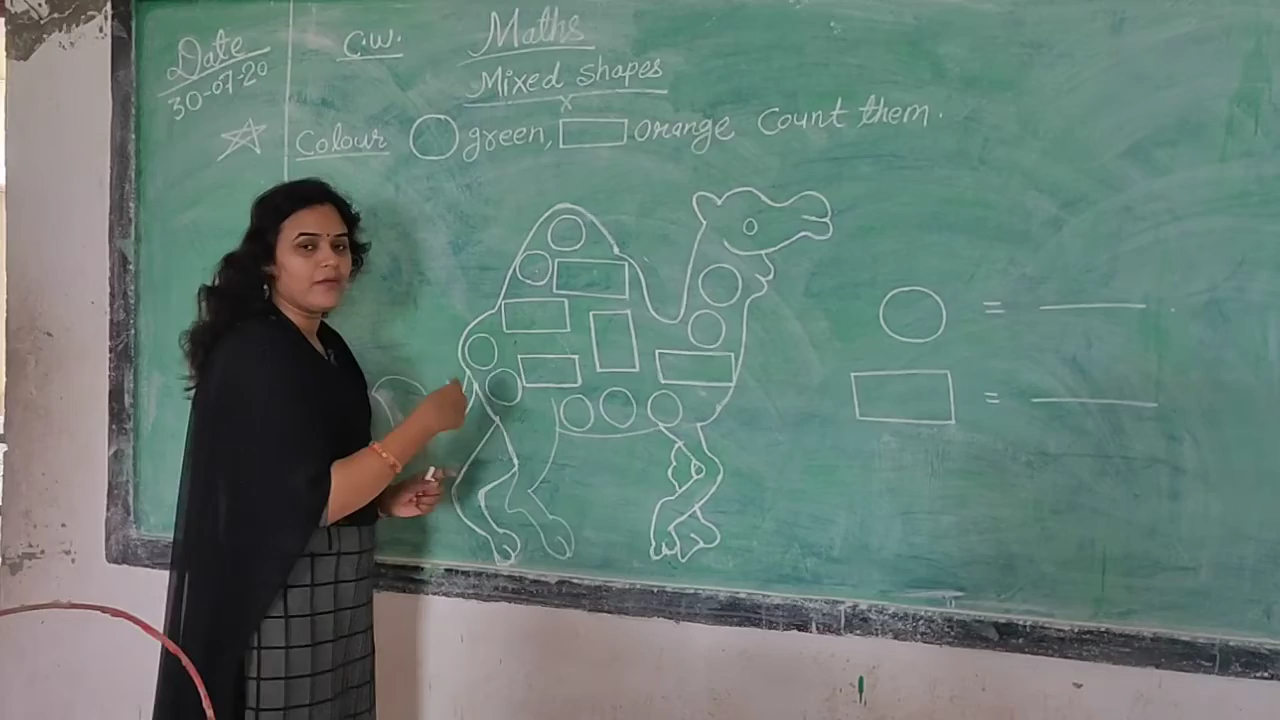 Date
30-07-20
C.W.
Maths
Mixed shapes
x
Colour green, orange Count them.
= 
=